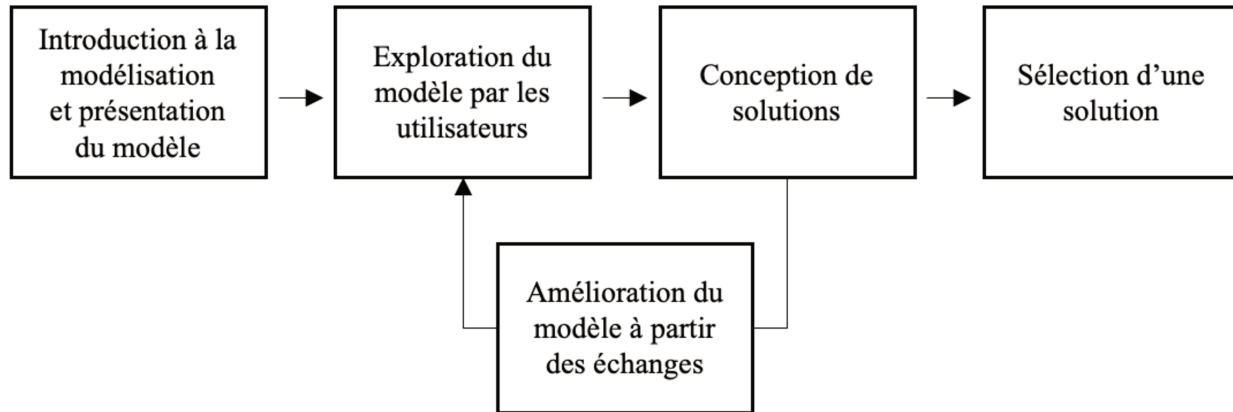 Introduction à la
modélisation
et présentation
du modèle
Exploration du
modèle par les
utilisateurs
Conception de
solutions
Sélection d’une
solution
Amélioration du
modèle à partir
des échanges